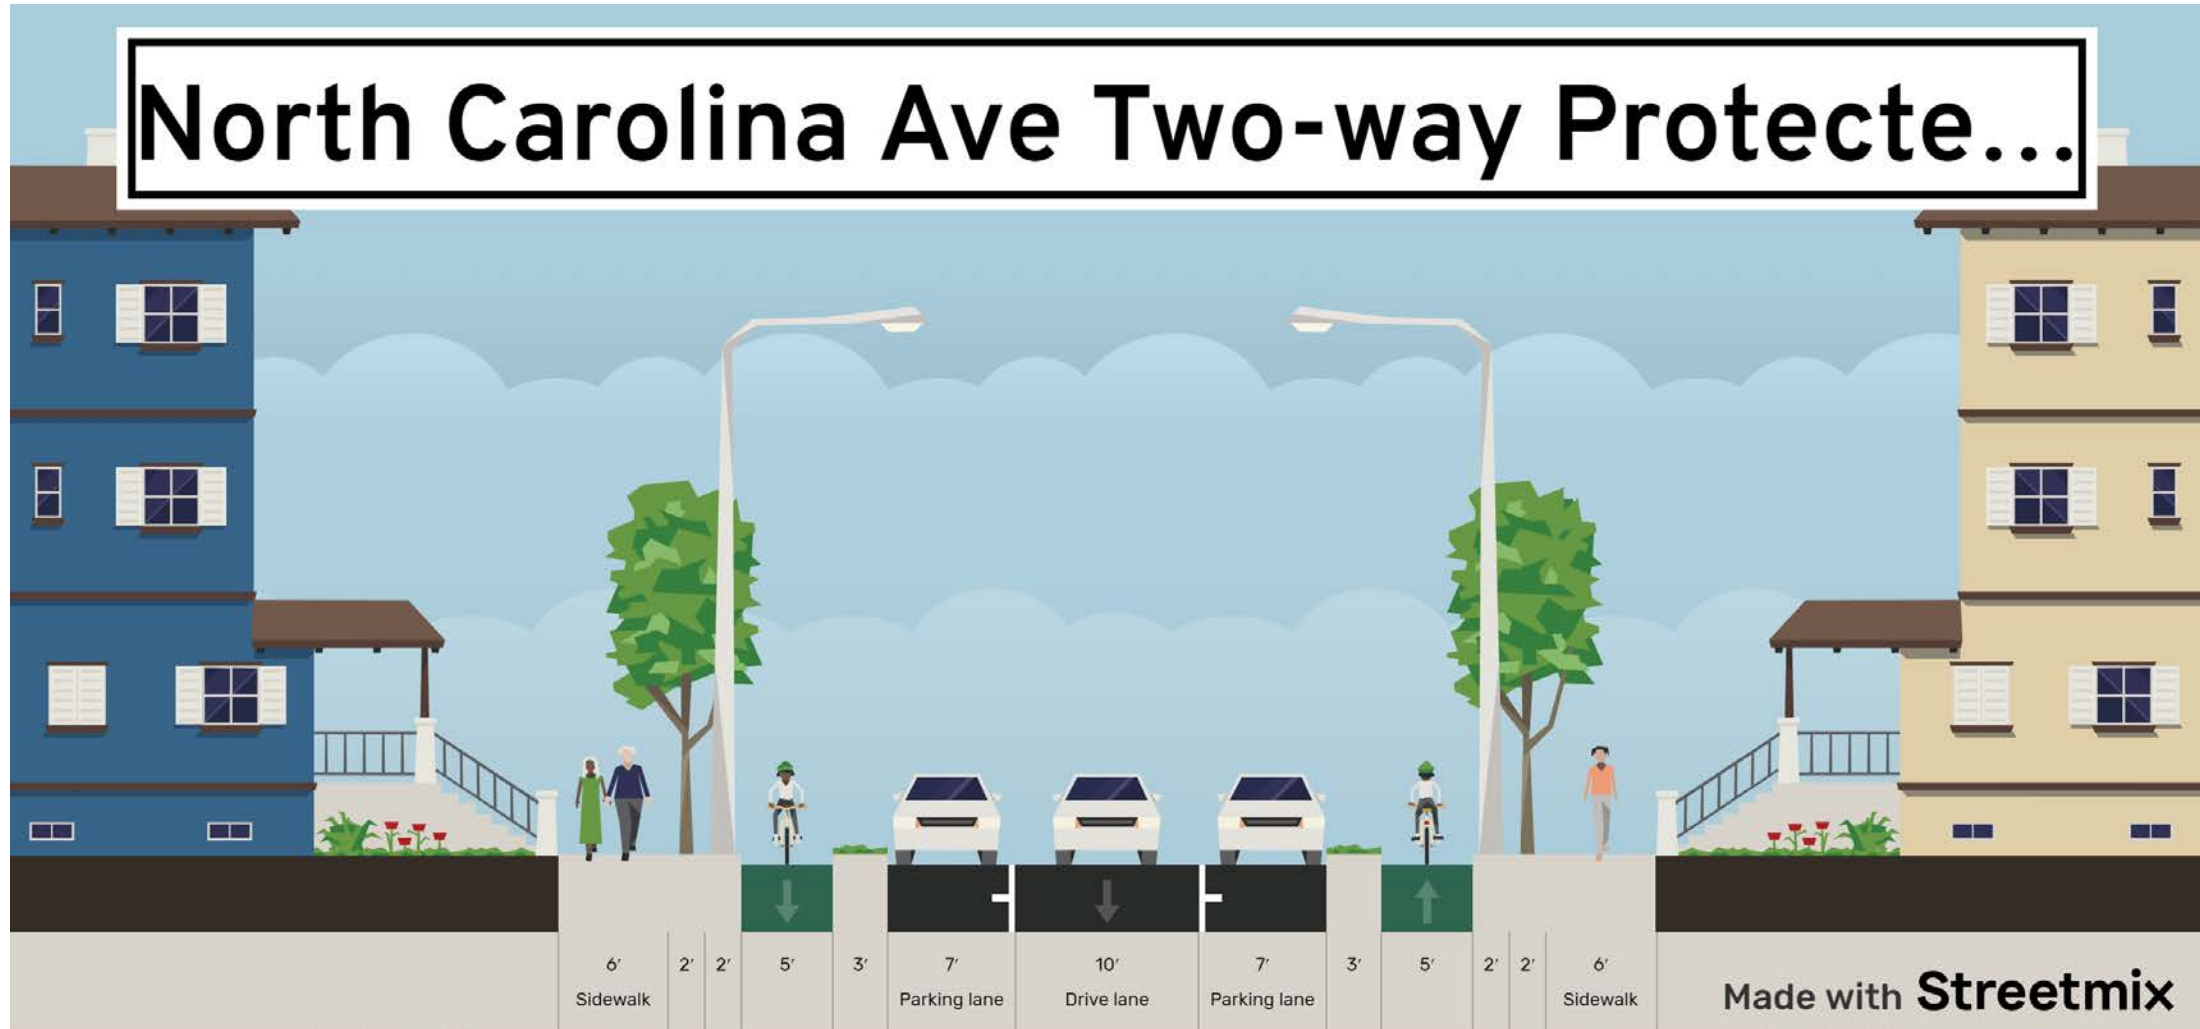 North Carolina Ave Two-way Protecte...
6′ 2′ 2′ 5′ 3′ 7′ 10′ 7′ 3′ 5′ 2′ 2′ 6′
Sidewalk Parking lane Drive lane Parking lane Sidewalk
Made with Streetmix